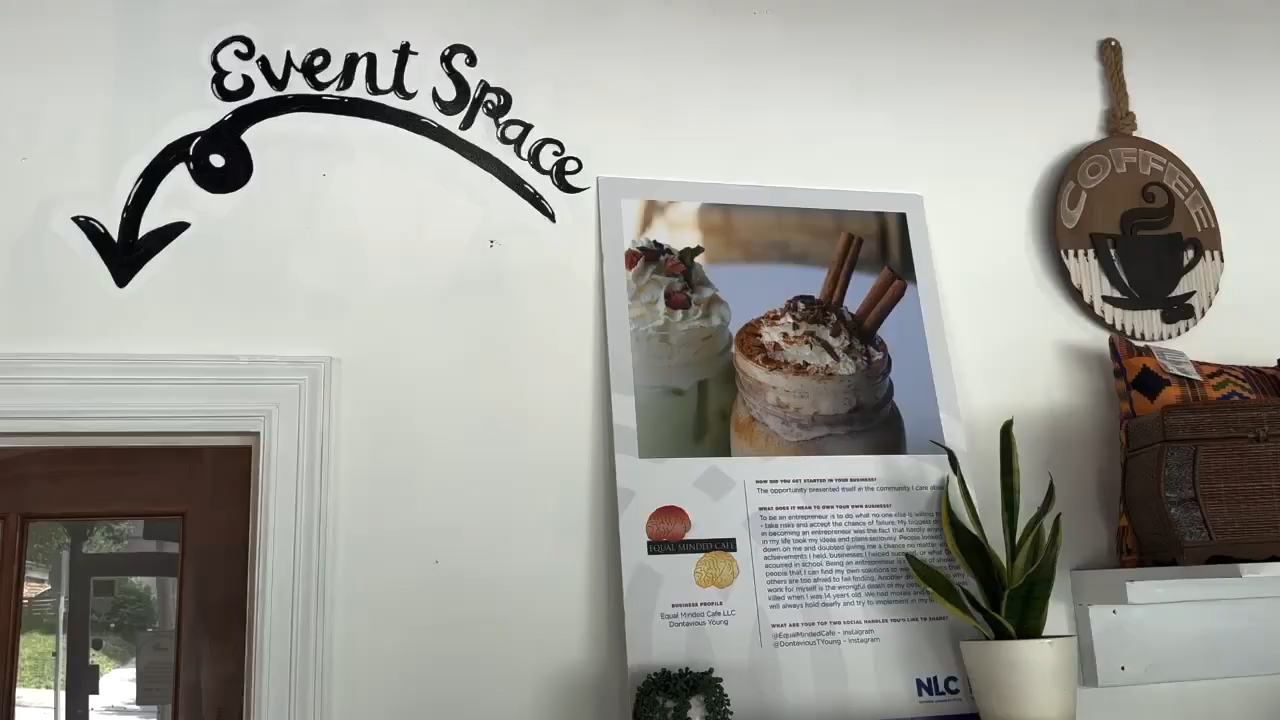 Event Space
COFFEE
HOW DID YOU GET STARTED IN YOUR BUSINESS?
The opportunity presented itself in the community I care
WHAT DOES IT MEAN TO OWN YOUR OWN BUSINESS?
To be an entrepreneur is to do what no one else is willing
- take risks and accept the chance of failure. My biggest
in becoming an entrepreneur was the fact that hardly
in my life took my ideas and plans seriously. People looked
down on me and doubted giving me a chance no matter
achievements I held, businesses I helped succeed, or what
acquired in school. Being an entrepreneur is
people that I can find my own solutions to
others are too afraid to fail finding. Another
work for myself is the wrongful death of my
killed when I was 14 years old. We had morals and
will always hold dearly and try to implement in my
WHAT ARE YOUR TOP TWO SOCIAL HANDLES YOU'D LIKE TO SHARE?
@EqualMindedCafe - Instagram
@DontaviousTYoung - Instagram
EQUAL MINDED CAFE
BUSINESS PROFILE
Equal Minded Cafe LLC
Dontavious Young
NLC